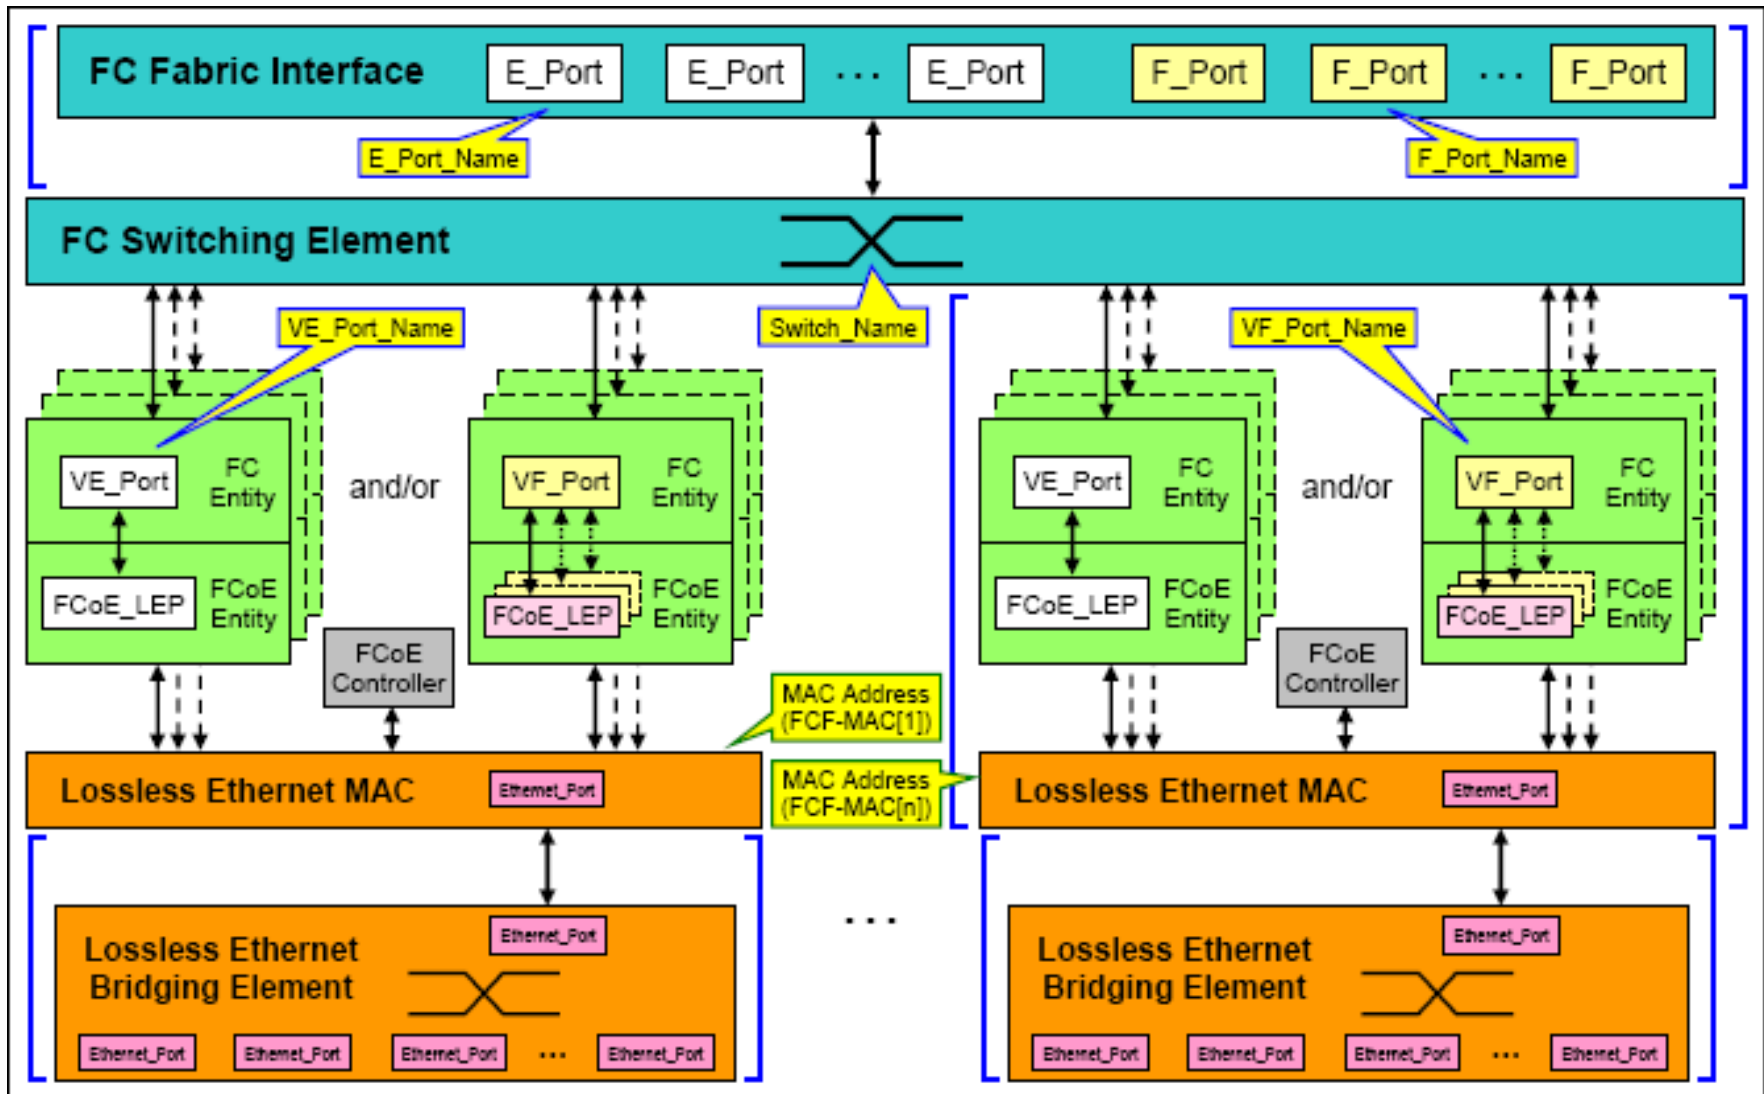 FC Fabric Interface
E_Port
E_Port
...
E_Port
F_Port
F_Port
...
F_Port
E_Port_Name
F_Port_Name
FC Switching Element
VE_Port_Name
Switch_Name
VF_Port_Name
VE_Port
FC
Entity
and/or
VF_Port
FC
Entity
VE_Port
FC
Entity
and/or
VF_Port
FC
Entity
FCoE_LEP
FCoE
Entity
FCoE_LEP
FCoE
Entity
FCoE_LEP
FCoE
Entity
FCoE_LEP
FCoE
Entity
FCoE
Controller
FCoE
Controller
MAC Address
(FCF-MAC[1])
Lossless Ethernet MAC
Ethernet_Port
MAC Address
(FCF-MAC[n])
Lossless Ethernet MAC
Ethernet_Port
Lossless Ethernet
Bridging Element
Ethernet_Port
Ethernet_Port
Ethernet_Port
Ethernet_Port
...
Ethernet_Port
...
Lossless Ethernet
Bridging Element
Ethernet_Port
Ethernet_Port
Ethernet_Port
Ethernet_Port
...
Ethernet_Port